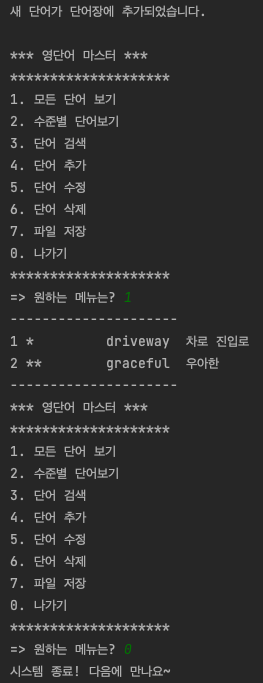 새 단어가 단어장에 추가되었습니다.

*** 영단어 마스터 ***
********************
1. 모든 단어 보기
2. 수준별 단어보기
3. 단어 검색
4. 단어 추가
5. 단어 수정
6. 단어 삭제
7. 파일 저장
0. 나가기
********************
=> 원하는 메뉴는? 1
---------------------
1 *         driveway  차로 진입로
2 **        graceful  우아한
---------------------
*** 영단어 마스터 ***
********************
1. 모든 단어 보기
2. 수준별 단어보기
3. 단어 검색
4. 단어 추가
5. 단어 수정
6. 단어 삭제
7. 파일 저장
0. 나가기
********************
=> 원하는 메뉴는? 0
시스템 종료! 다음에 만나요~